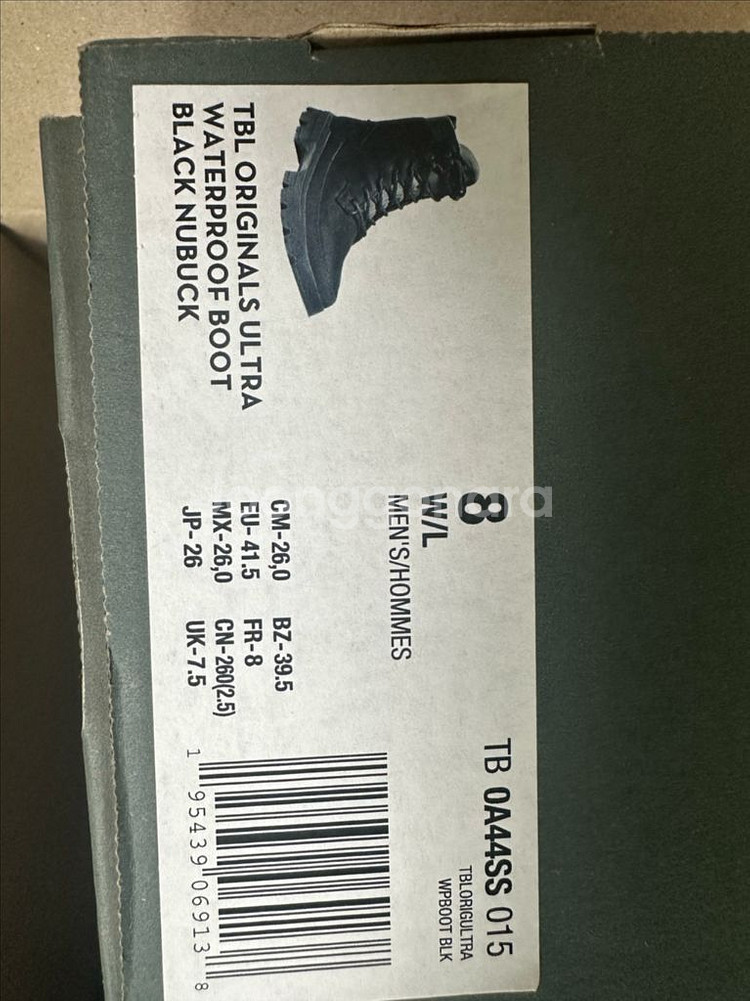 TBL ORIGINALS ULTRA
WATERPROOF BOOT
BLACK NUBUCK
8
W/L
MEN'S/HOMMES
CM-26,0 BZ-39.5
EU-41.5 FR-8
MX-26,0 CN-260(2.5)
JP-26 UK-7.5
TB 0A44SS 015
TBLORIGULTRA
WPBOOT BLK
1 95439 06913 8